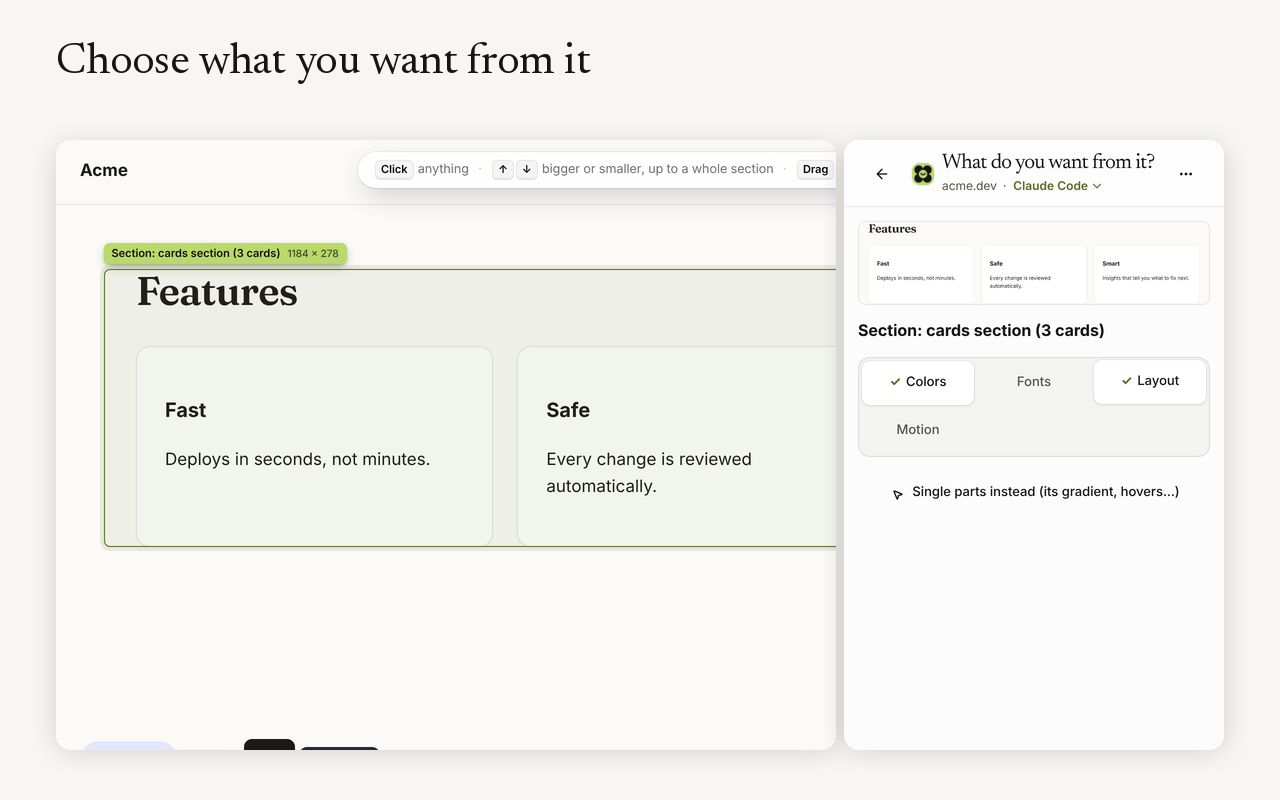 Choose what you want from it
Acme
Click anything · ↑ ↓ bigger or smaller, up to a whole section · Drag
Section: cards section (3 cards) 1184 × 278
Features
Fast
Deploys in seconds, not minutes.
Safe
Every change is reviewed
automatically.
What do you want from it?
acme.dev · Claude Code
Features
Fast
Deploys in seconds, not minutes.
Safe
Every change is reviewed
automatically.
Smart
Insights that tell you what to fix next.
Section: cards section (3 cards)
Colors
Fonts
Layout
Motion
Single parts instead (its gradient, hovers...)